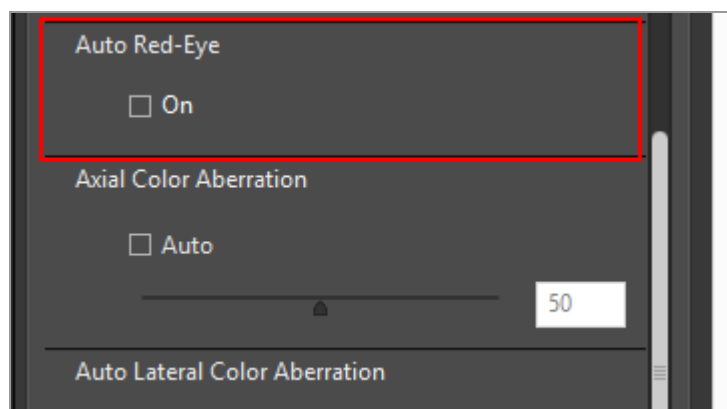 Auto Red-Eye
On
Axial Color Aberration
Auto
50
Auto Lateral Color Aberration